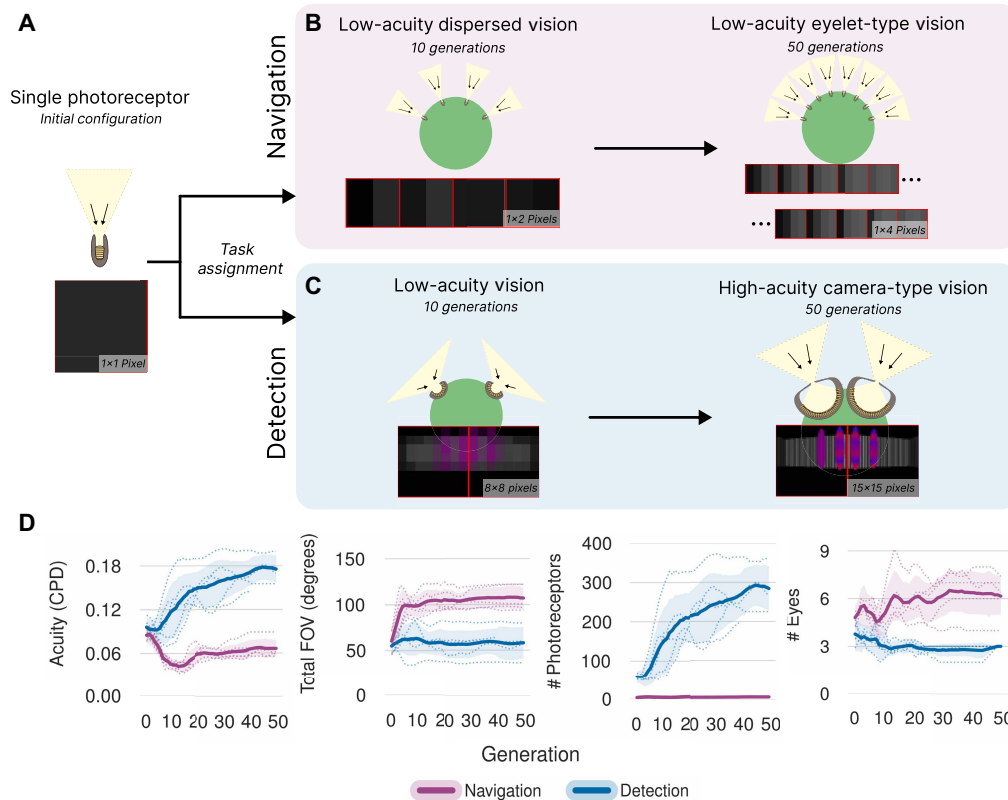 A
Single photoreceptor
Initial configuration
1×1 Pixel
Task
assignment
Navigation
Detection
B
Low-acuity dispersed vision
10 generations
1×2 Pixels
Low-acuity eyelet-type vision
50 generations
...
...
1×4 Pixels
C
Low-acuity vision
10 generations
8×8 pixels
High-acuity camera-type vision
50 generations
15×15 pixels
D
Acuity (CPD)
0.18
0.12
0.06
0.00
0 10 20 30 40 50
Total FOV (degrees)
150
100
50
0
0 10 20 30 40 50
# Photoreceptors
400
300
200
100
0
0 10 20 30 40 50
# Eyes
9
6
3
0
0 10 20 30 40 50
Generation
Navigation
Detection